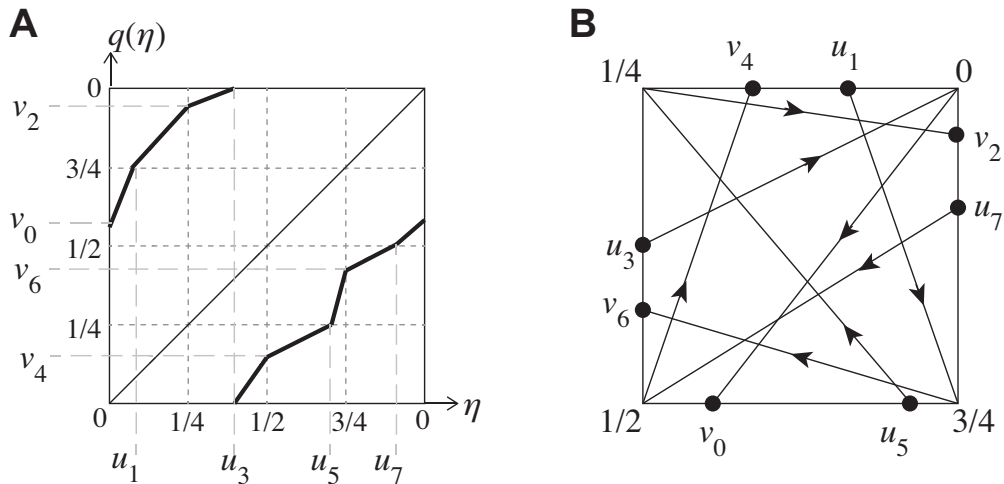 A
q(η)
0
v₂
3/4
v₀
1/2
v₆
1/4
v₄
0
1/4
1/2
3/4
0
η
u₁
u₃
u₅
u₇
B
1/4
v₄
u₁
0
v₂
u₇
u₃
v₆
1/2
v₀
u₅
3/4